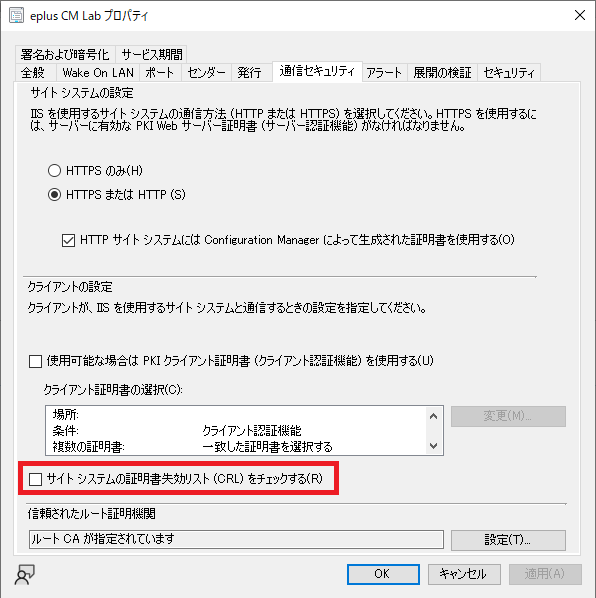 eplus CM Lab プロパティ
署名および暗号化 サービス期間
全般 Wake On LAN ポート センダー 発行 通信セキュリティ アラート 展開の検証 セキュリティ
サイト システムの設定
IIS を使用するサイト システムの通信方法 (HTTP または HTTPS) を選択してください。HTTPS を使用するに
は、サーバーに有効な PKI Web サーバー証明書 (サーバー認証機能) がなければなりません。
HTTPS のみ(H)
HTTPS または HTTP (S)
HTTP サイト システムには Configuration Manager によって生成された証明書を使用する(O)
クライアントの設定
クライアントが、IIS を使用するサイト システムと通信するときの設定を指定してください。
使用可能な場合は PKI クライアント証明書 (クライアント認証機能) を使用する(U)
クライアント証明書の選択(C):
場所:
条件: クライアント認証機能
複数の証明書: 一致した証明書を選択する
変更(M)...
サイト システムの証明書失効リスト (CRL) をチェックする(R)
信頼されたルート証明機関
ルート CA が指定されています
設定(T)...
OK キャンセル 適用(A)